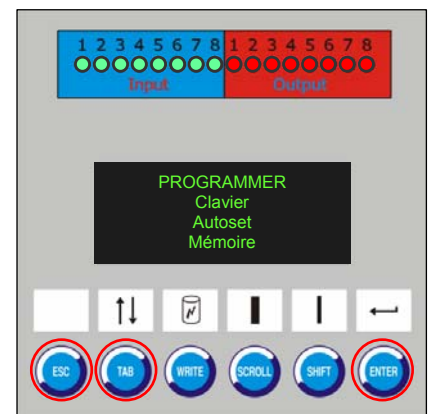 1 2 3 4 5 6 7 8 1 2 3 4 5 6 7 8
Input Output
PROGRAMMER
Clavier
Autoset
Mémoire
ESC TAB WRITE SCROLL SHIFT ENTER